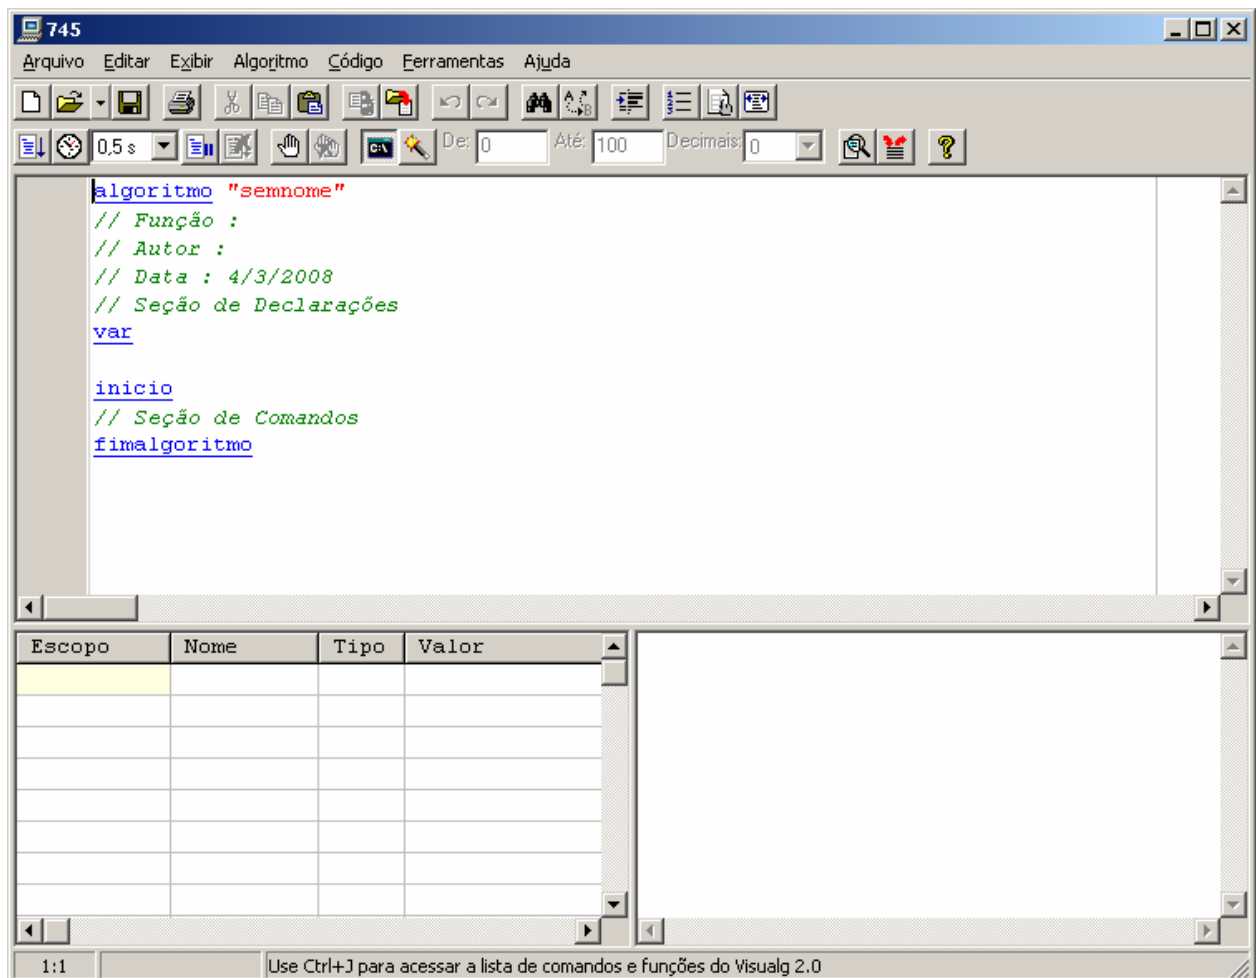 745
Arquivo Editar Exibir Algoritmo Código Ferramentas Ajuda
0,5 s De: 0 Até: 100 Decimais: 0
algoritmo "semnome"
// Função :
// Autor :
// Data : 4/3/2008
// Seção de Declarações
var
inicio
// Seção de Comandos
fimalgoritmo
Escopo Nome Tipo Valor
1:1 Use Ctrl+J para acessar a lista de comandos e funções do Visualg 2.0